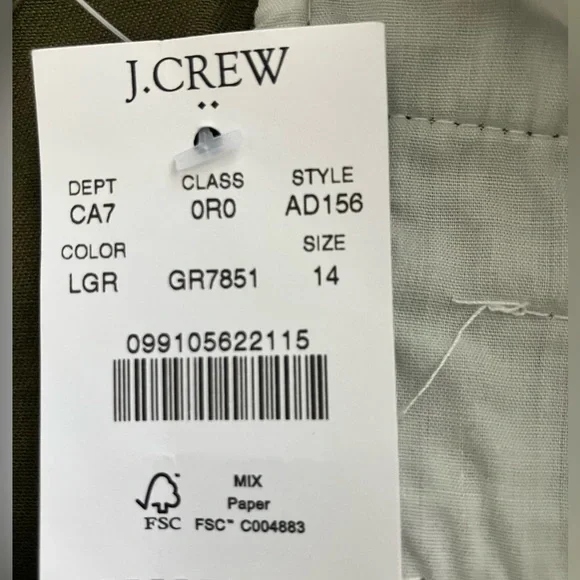 J.CREW
DEPT CLASS STYLE
CA7 0R0 AD156
COLOR SIZE
LGR GR7851 14
099105622115
MIX
Paper
FSC FSC™ C004883